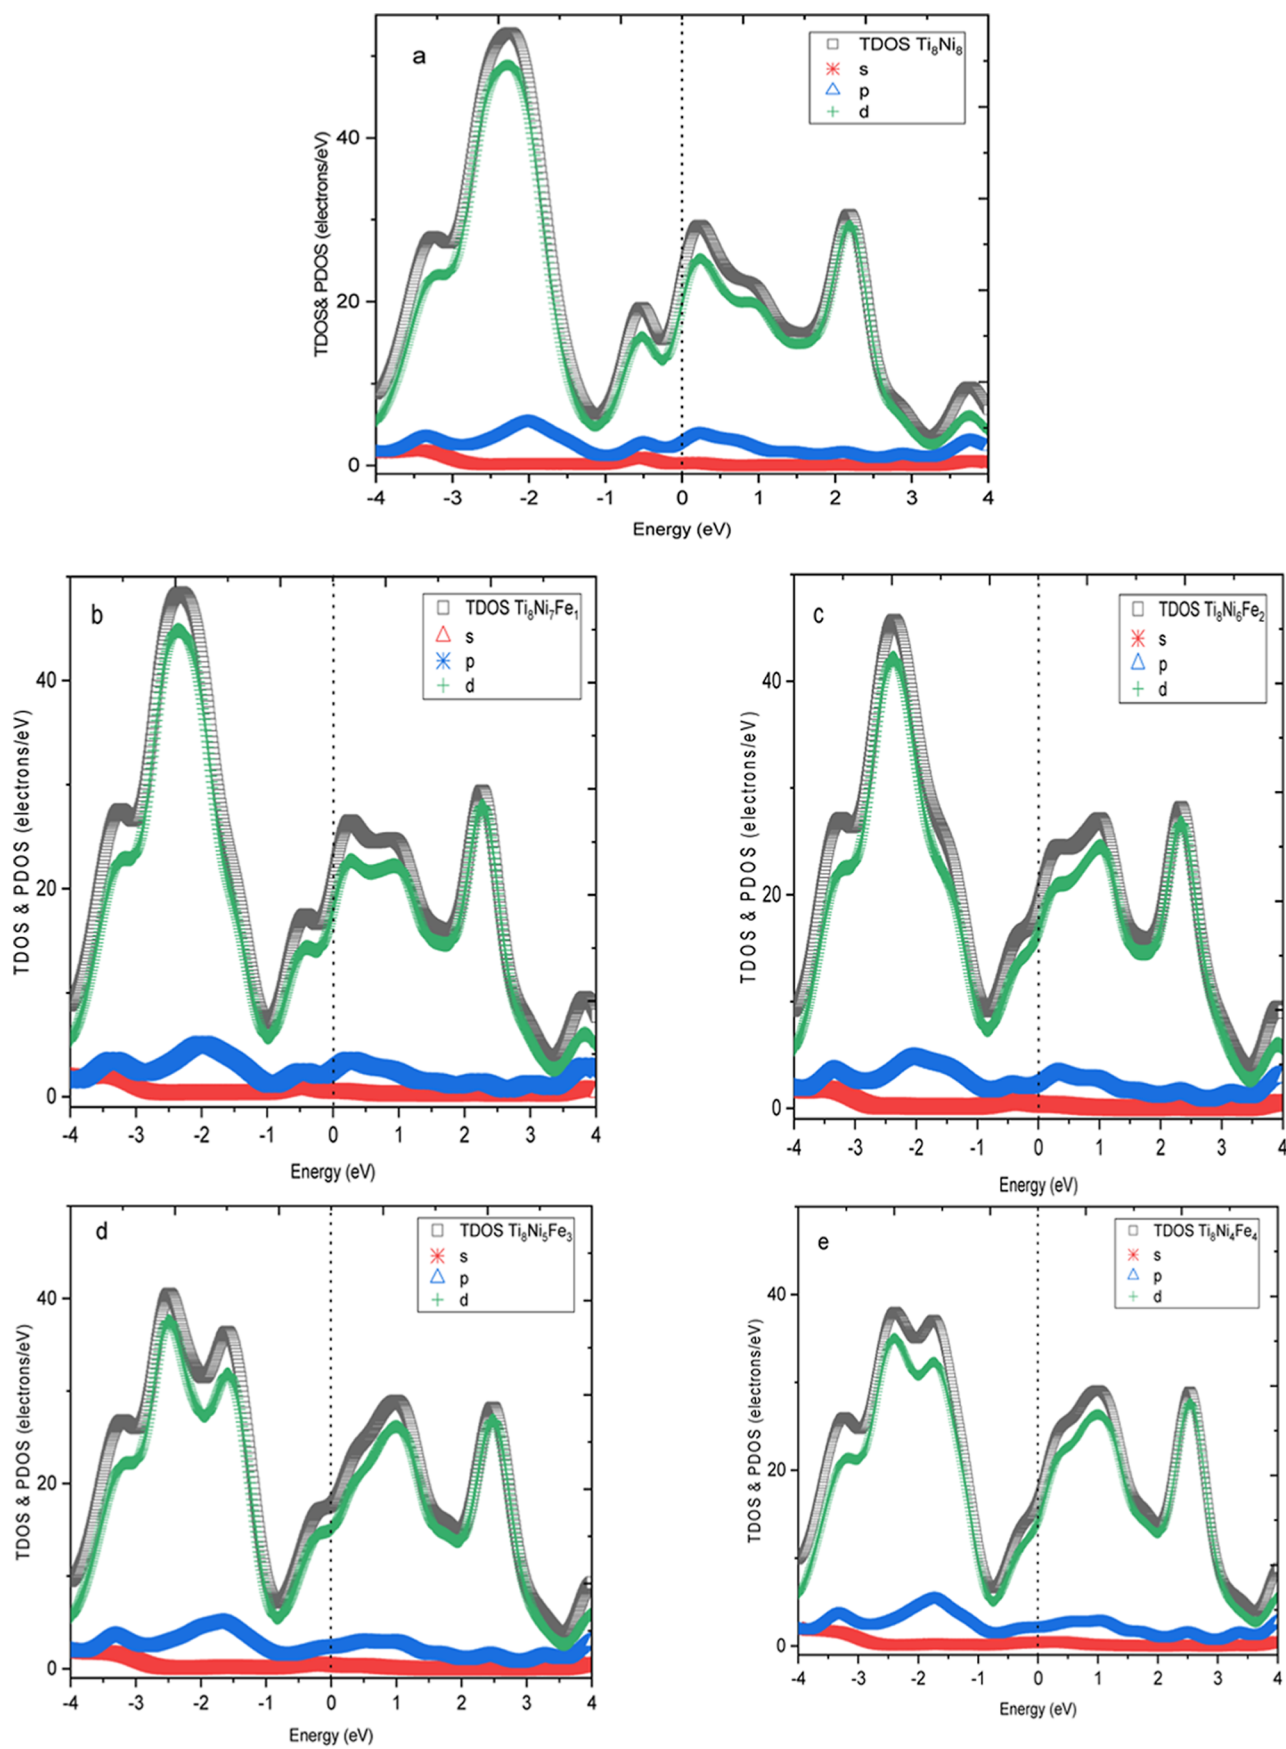 a
TDOS Ti₈Ni₈
s
p
d
TDOS& PDOS (electrons/eV)
40
20
0
-4 -3 -2 -1 0 1 2 3 4
Energy (eV)
b
TDOS Ti₈Ni₇Fe₁
s
p
d
TDOS & PDOS (electrons/eV)
40
20
0
-4 -3 -2 -1 0 1 2 3 4
Energy (eV)
c
TDOS Ti₈Ni₆Fe₂
s
p
d
TDOS & PDOS (electrons/eV)
40
20
0
-4 -3 -2 -1 0 1 2 3 4
Energy (eV)
d
TDOS Ti₈Ni₅Fe₃
s
p
d
TDOS & PDOS (electrons/eV)
40
20
0
-4 -3 -2 -1 0 1 2 3 4
Energy (eV)
e
TDOS Ti₈Ni₄Fe₄
s
p
d
TDOS & PDOS (electrons/eV)
40
20
0
-4 -3 -2 -1 0 1 2 3 4
Energy (eV)